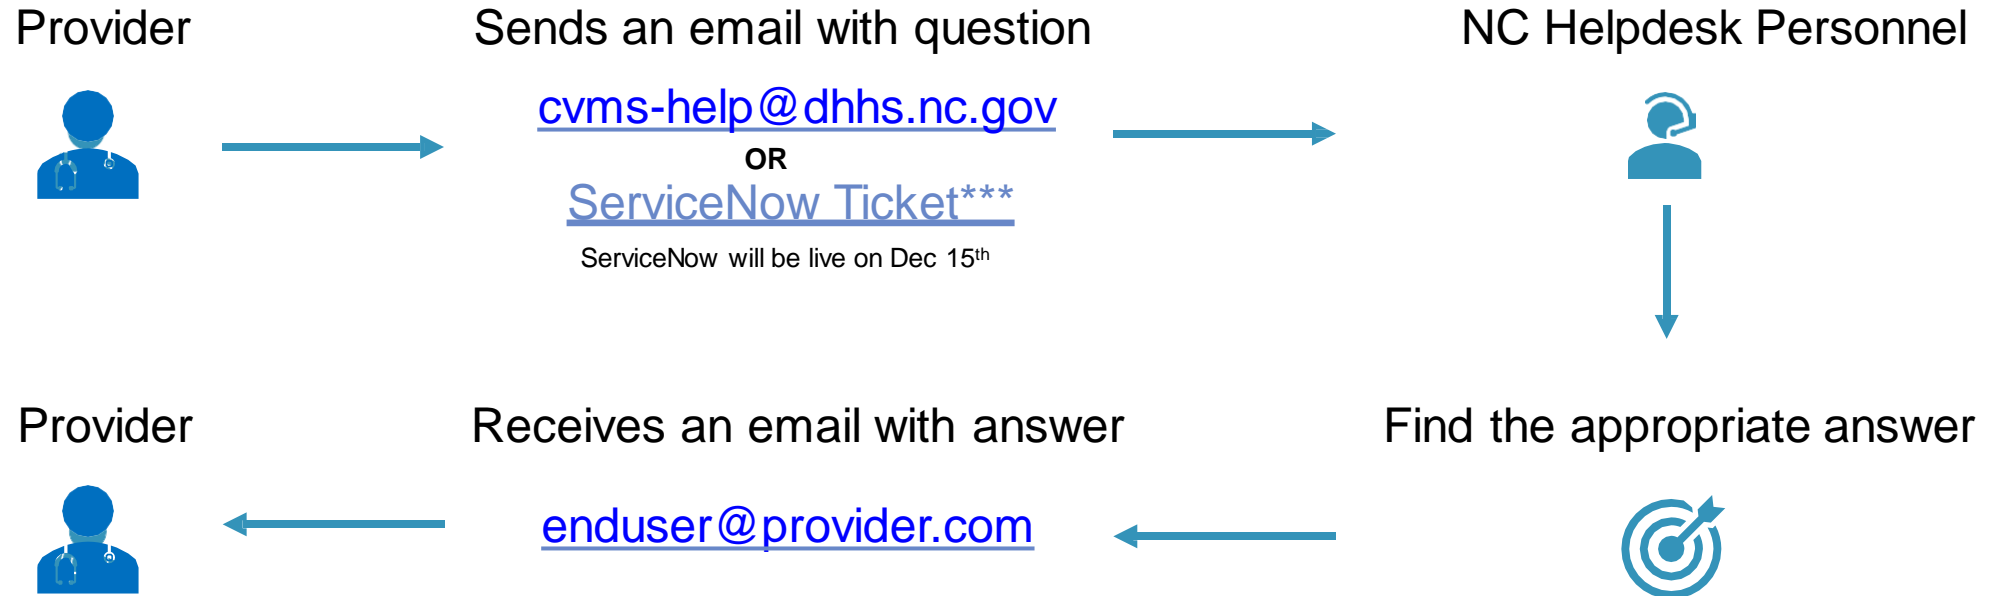 Provider
Sends an email with question
NC Helpdesk Personnel
cvms-help@dhhs.nc.gov
OR
ServiceNow Ticket***
ServiceNow will be live on Dec 15th
Provider
Receives an email with answer
Find the appropriate answer
enduser@provider.com